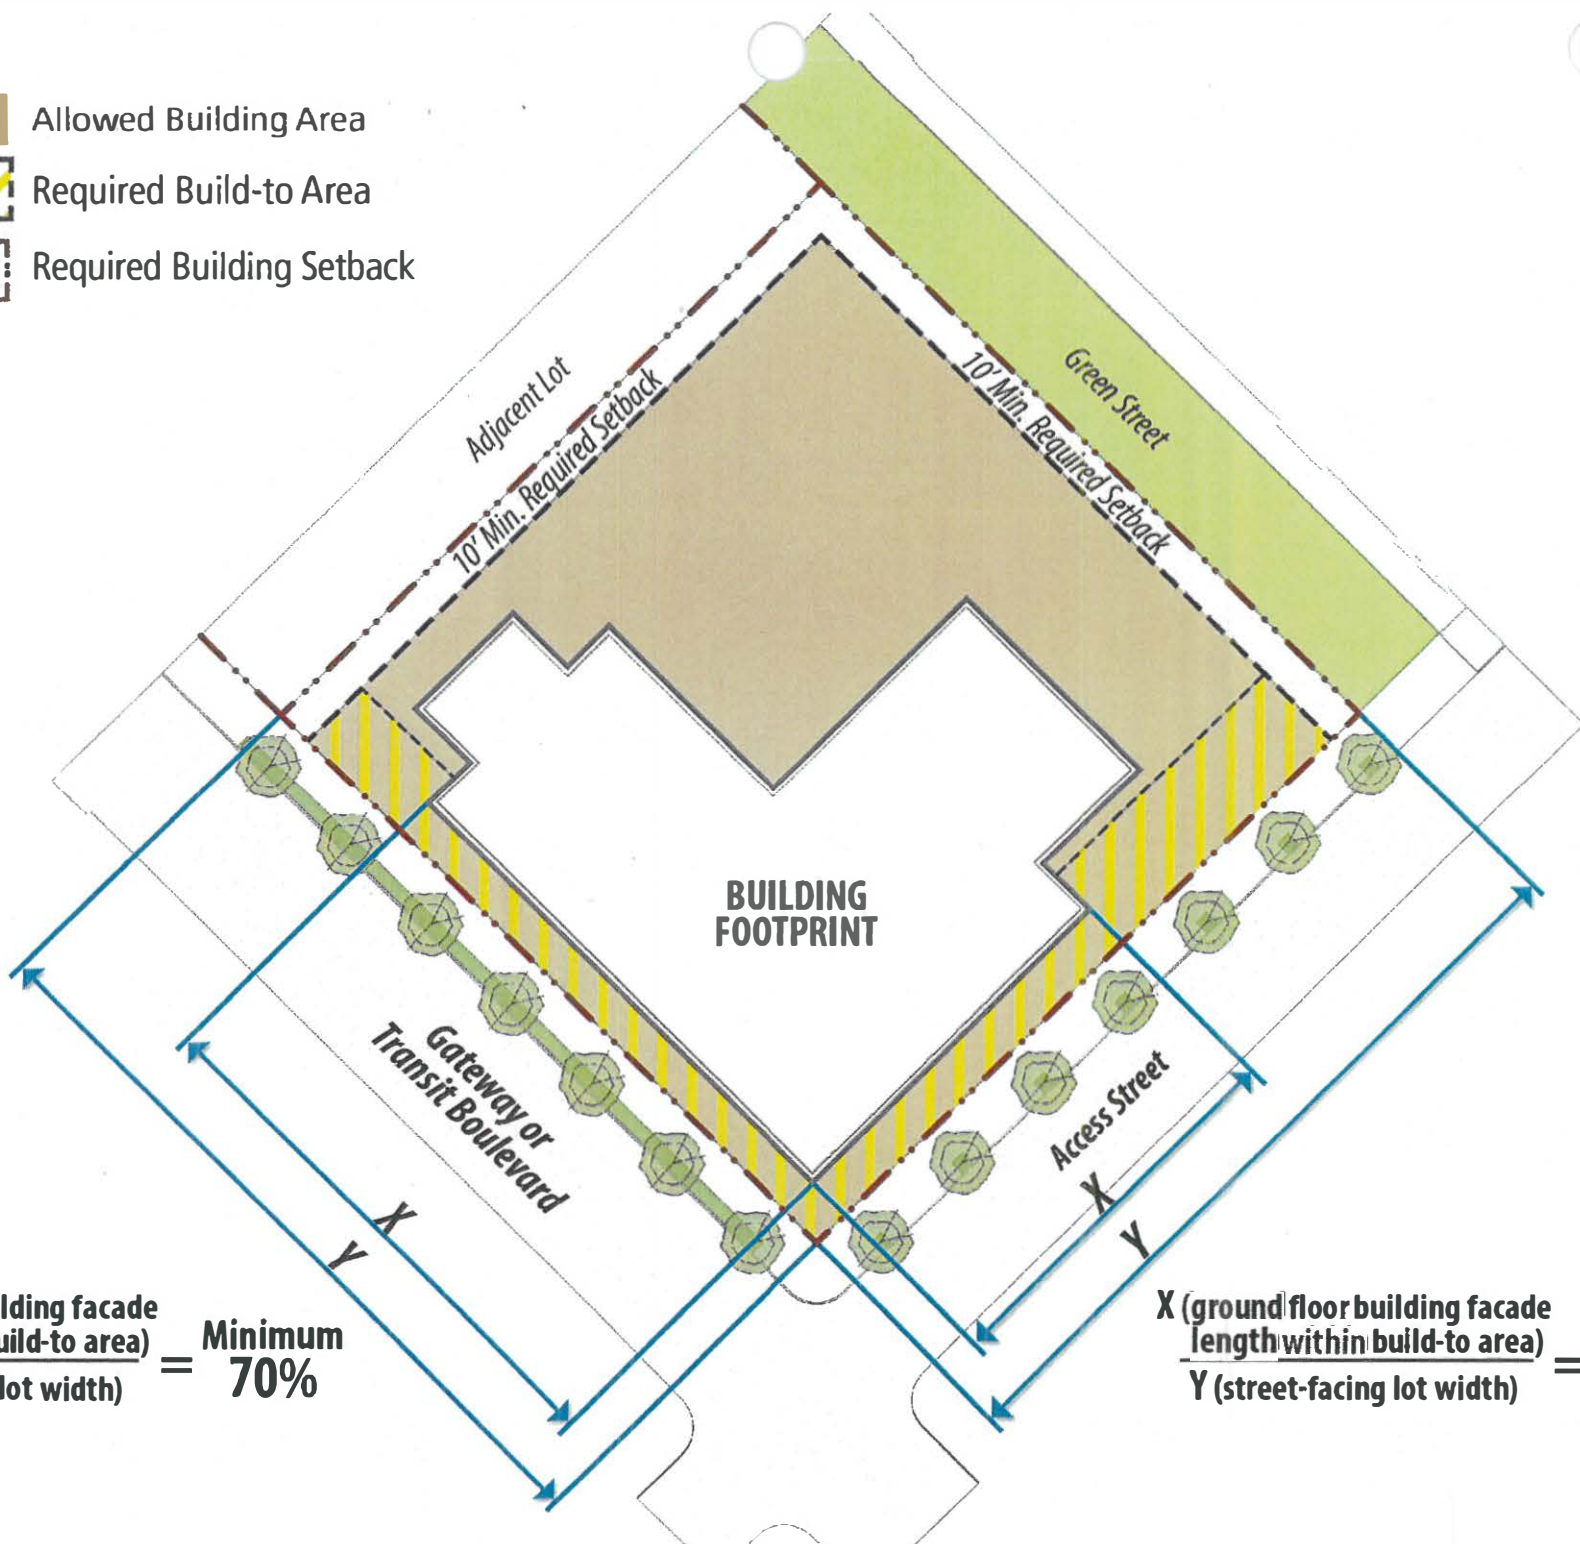 Allowed Building Area
Required Build-to Area
Required Building Setback
Adjacent Lot
10' Min. Required Setback
10' Min. Required Setback
Green Street
BUILDING
FOOTPRINT
Gateway or
Transit Boulevard
Access Street
X
Y
X
Y
lding facade
uild-to area)
lot width)
= Minimum
70%
X (ground floor building facade
length within build-to area)
Y (street-facing lot width)
=